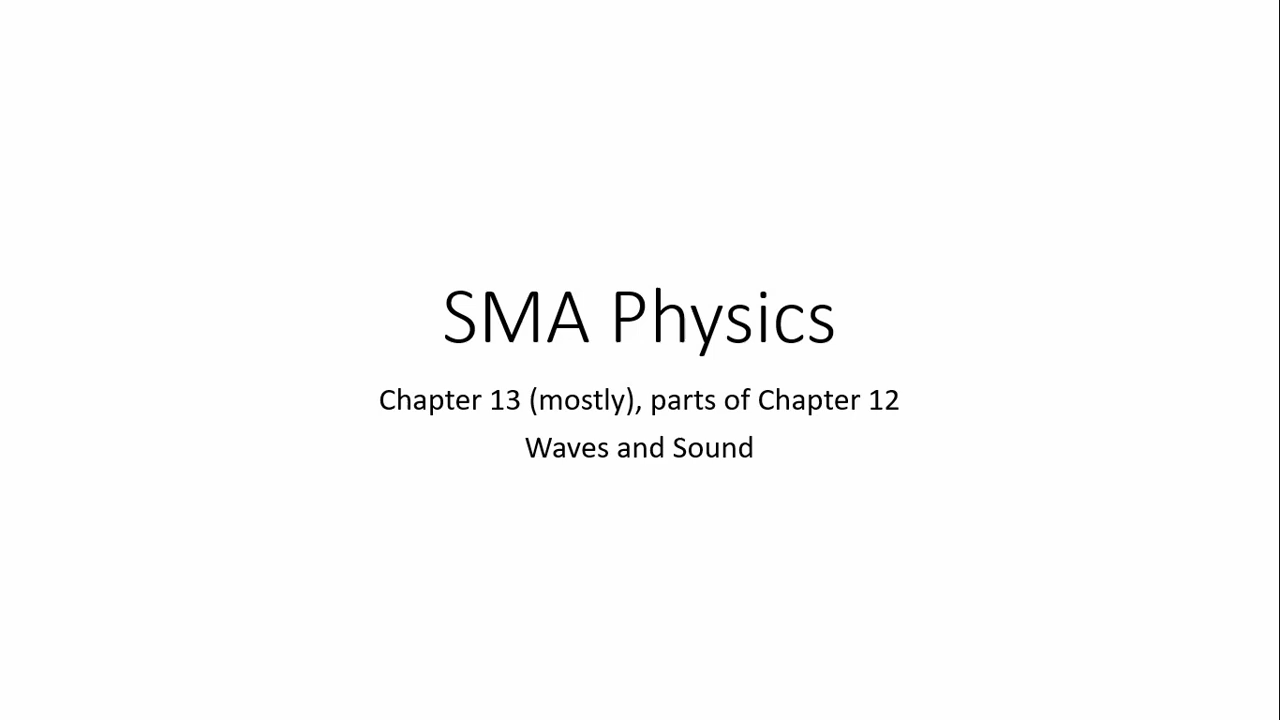 SMA Physics
Chapter 13 (mostly), parts of Chapter 12
Waves and Sound